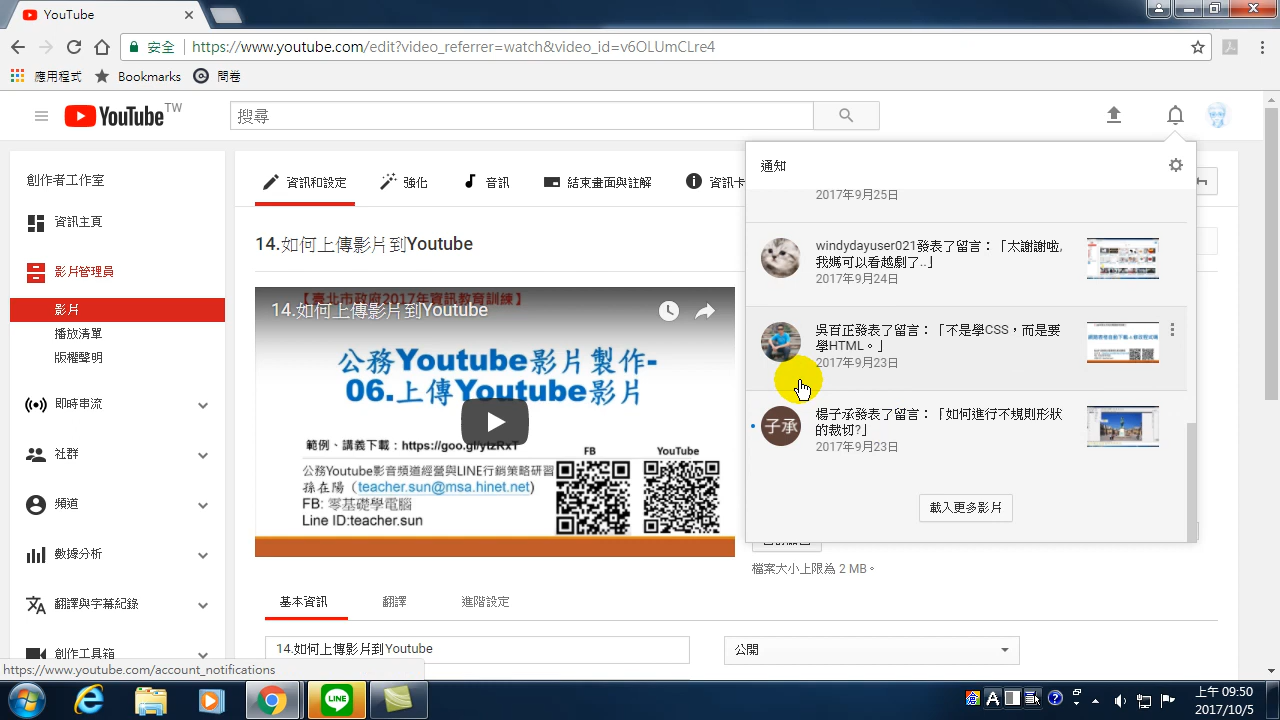 YouTube
安全
https://www.youtube.com/edit?video_referrer=watch&video_id=v6OLUmCLre4
應用程式
Bookmarks
問卷
YouTube TW
搜尋
創作者工作室
資訊主頁
影片管理員
影片
播放清單
版權聲明
即時串流
社群
頻道
數據分析
翻譯與字幕紀錄
創作工具箱
資訊和設定
強化
音訊
結束畫面與註解
資訊卡
14.如何上傳影片到Youtube
【臺北市政府2017年資訊教育訓練】
14.如何上傳影片到Youtube
公務Youtube影片製作-
06.上傳Youtube影片
範例、講義下載：https://goo.gl/ytzRxT
公務Youtube影音頻道經營與LINE行銷策略研習
孫在陽（teacher.sun@msa.hinet.net）
FB: 零基礎學電腦
Line ID:teacher.sun
FB
YouTube
通知
2017年9月25日
windydayuser021發表了留言：「太謝謝啦,
我媽可以看越劇了..」
2017年9月24日
吳百正發表了留言：「不是學CSS，而是要
學HTML。」
2017年9月23日
子承
楊子承發表了留言：「如何進行不規則形狀
的裁切?」
2017年9月23日
載入更多影片
檔案大小上限為 2 MB。
基本資訊
翻譯
進階設定
14.如何上傳影片到Youtube
公開
https://www.youtube.com/account_notifications
LINE
A
上午 09:50
2017/10/5